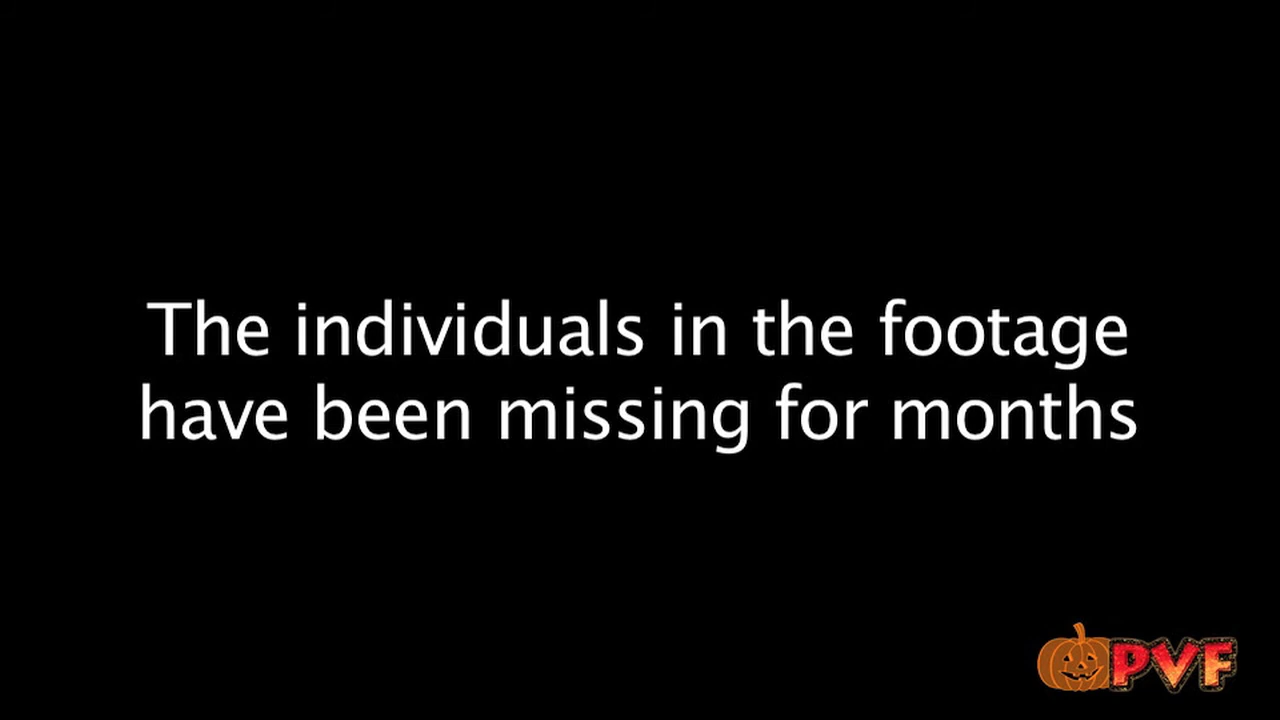 The individuals in the footage
have been missing for months
PVF